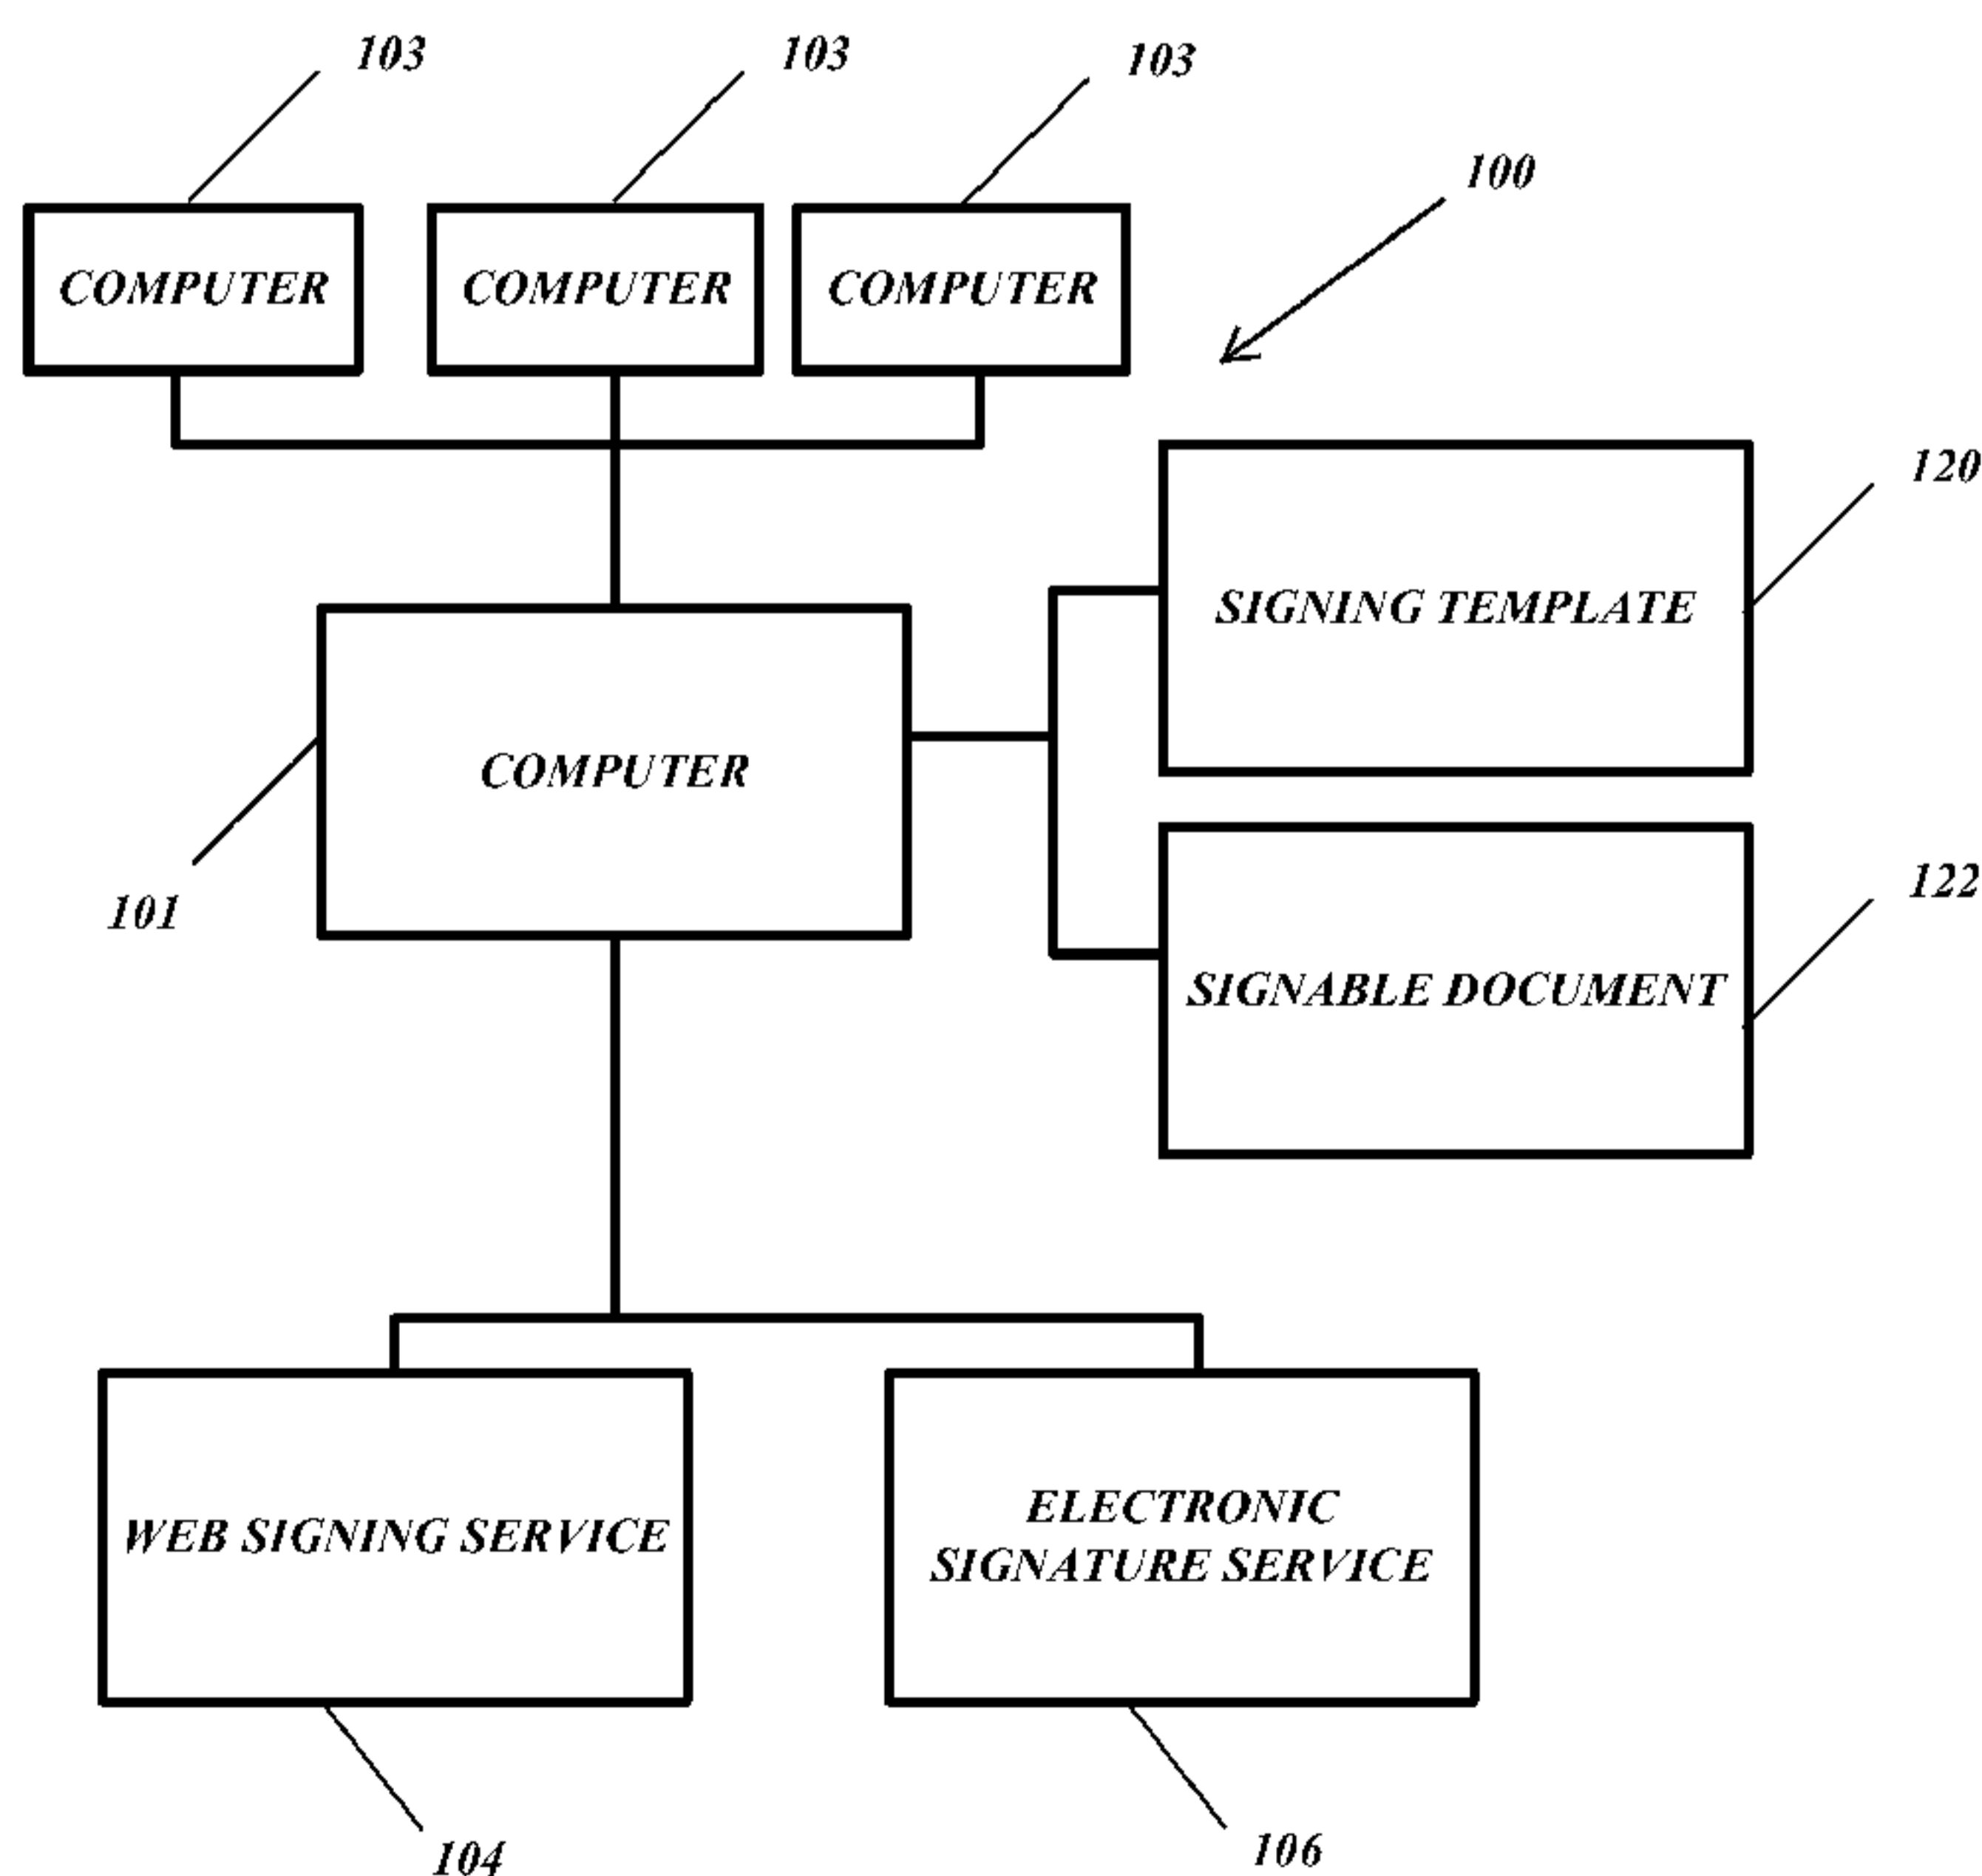 103
103
103
100
COMPUTER
COMPUTER
COMPUTER
120
SIGNING TEMPLATE
COMPUTER
122
101
SIGNABLE DOCUMENT
WEB SIGNING SERVICE
ELECTRONIC
SIGNATURE SERVICE
104
106